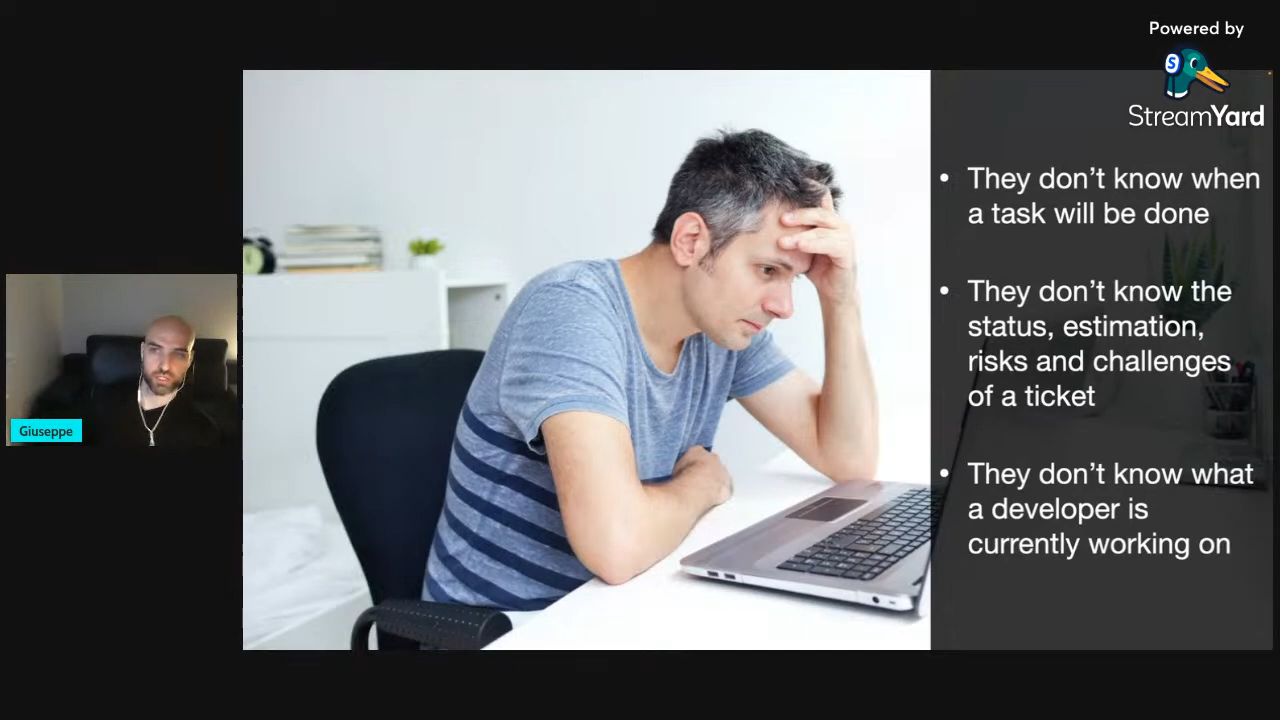 Powered by
S
StreamYard
• They don’t know when
a task will be done
• They don’t know the
status, estimation,
risks and challenges
of a ticket
• They don’t know what
a developer is
currently working on
Giuseppe